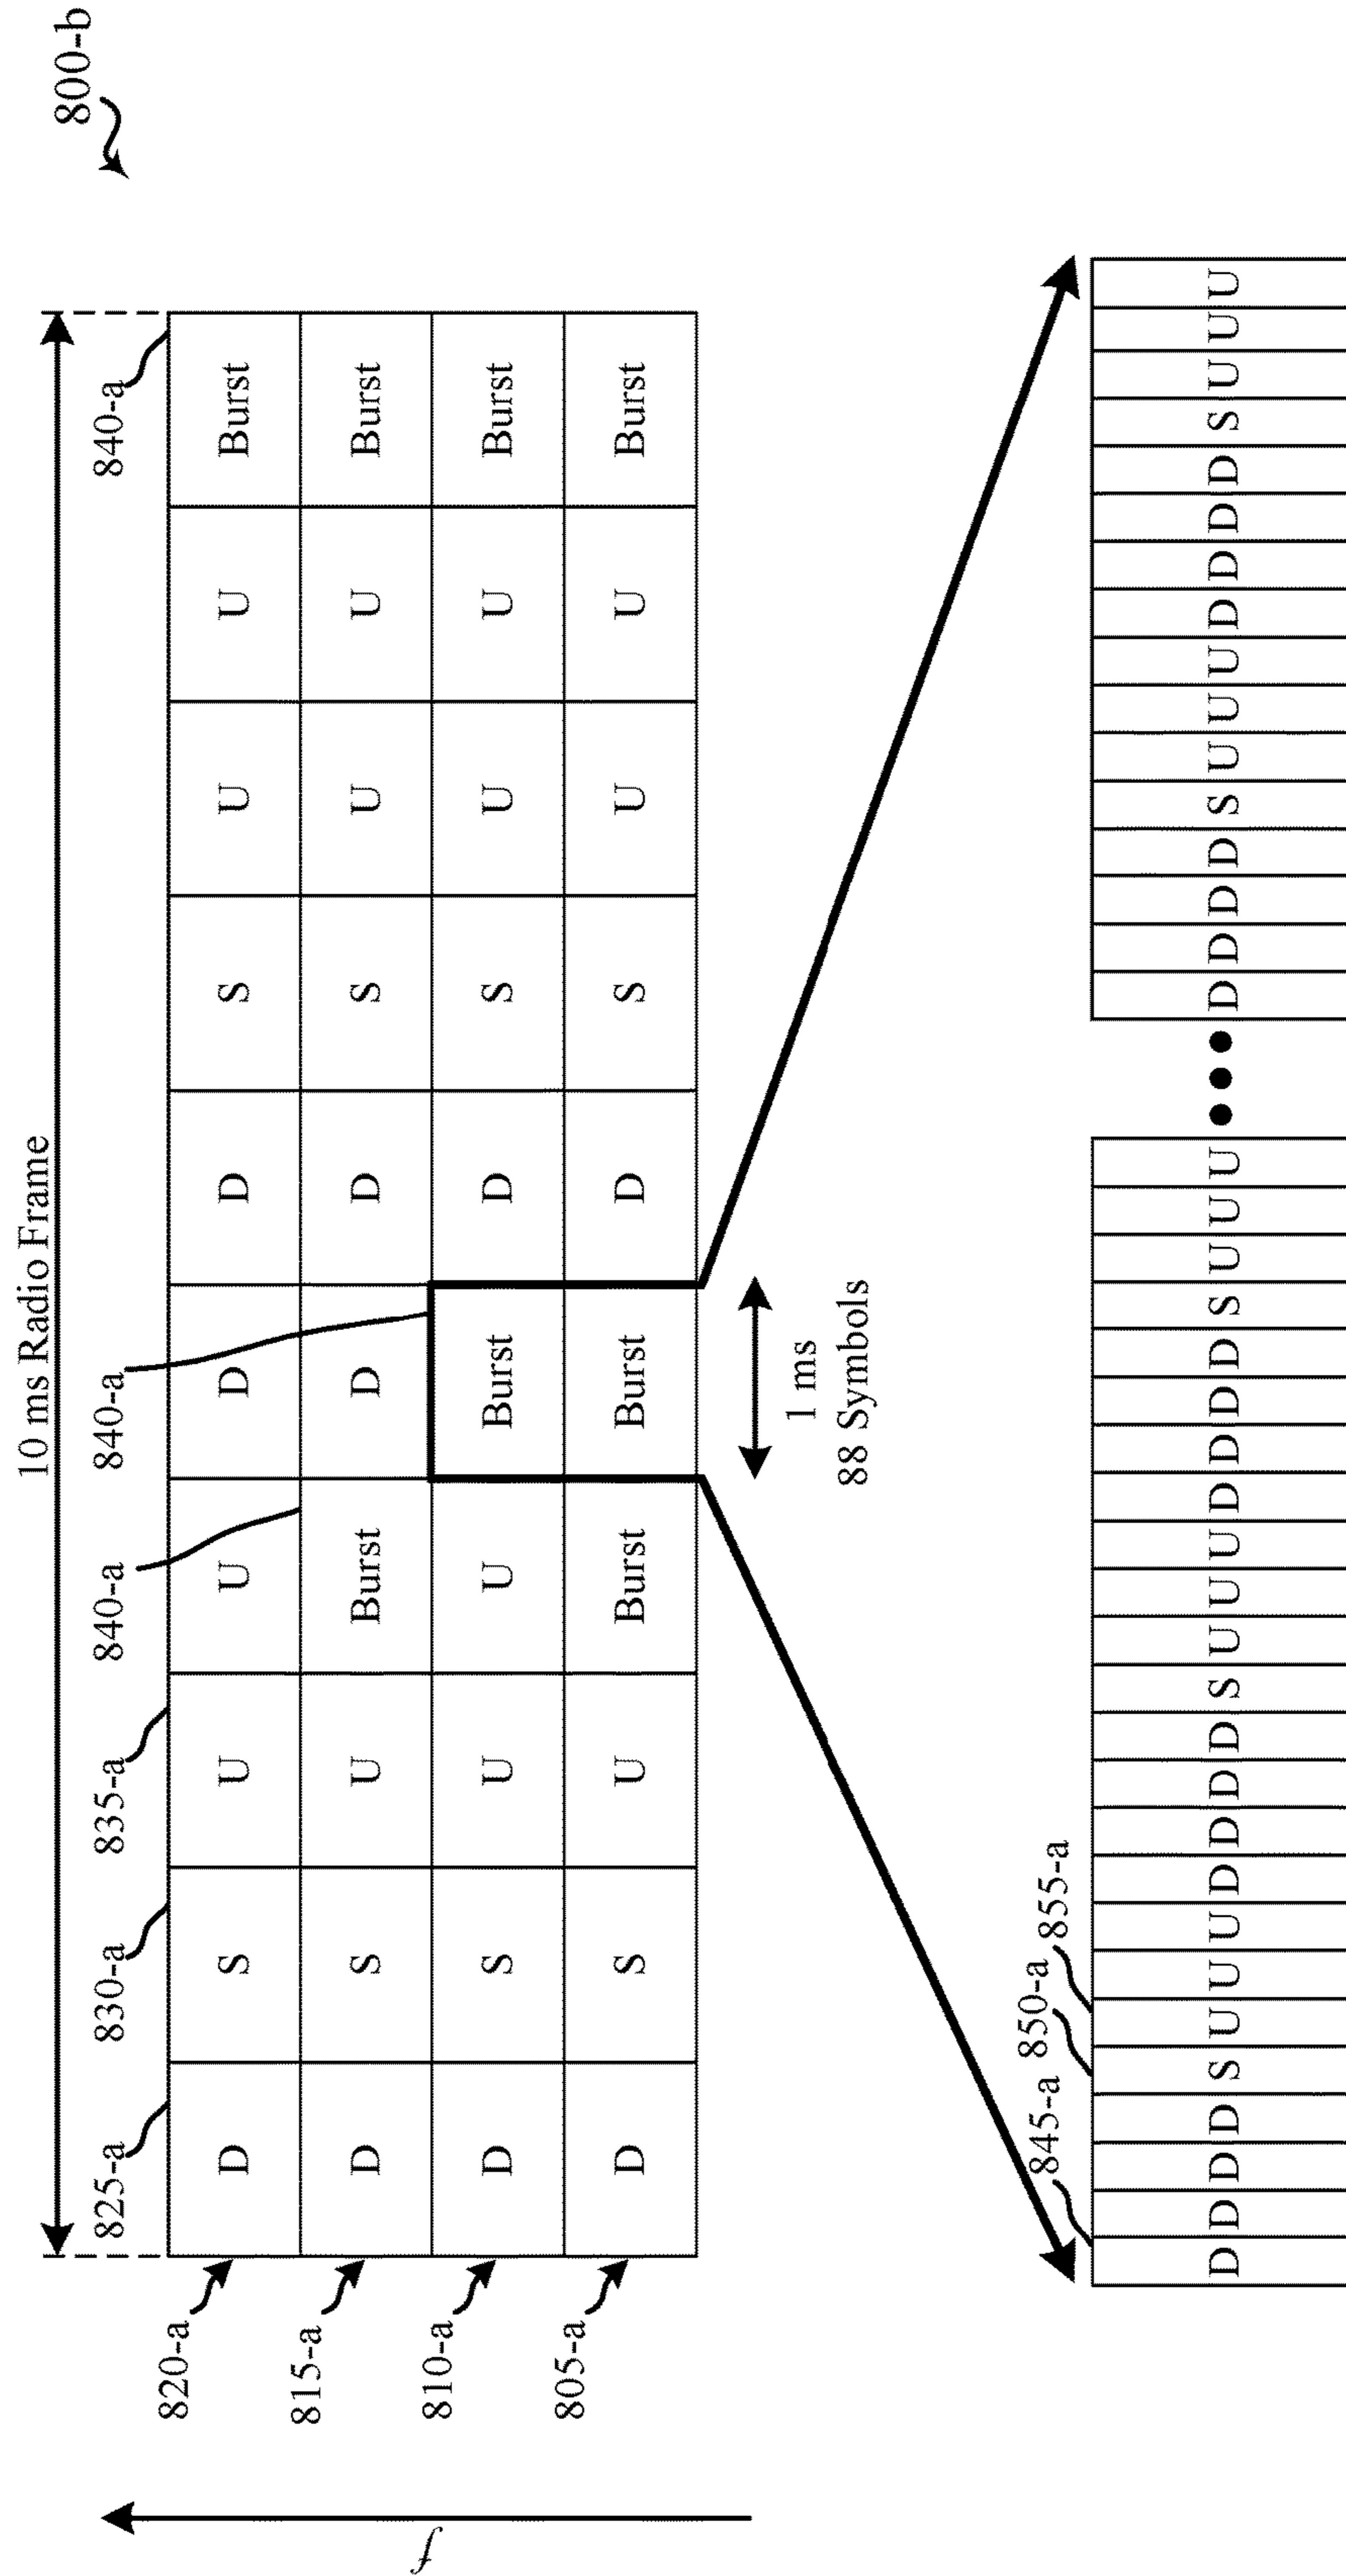 10 ms Radio Frame
800-b
825-a 830-a 835-a 840-a 840-a 840-a
820-a D S U U D D S U U Burst
815-a D S U Burst D D S U U Burst
f
810-a D S U U Burst D S U U Burst
805-a D S U Burst Burst D S U U Burst
1 ms
88 Symbols
845-a 850-a 855-a
D D D D S U U U D D D D S U U U D D D D S U U U ••• D D D D S U U U D D D D S U U U